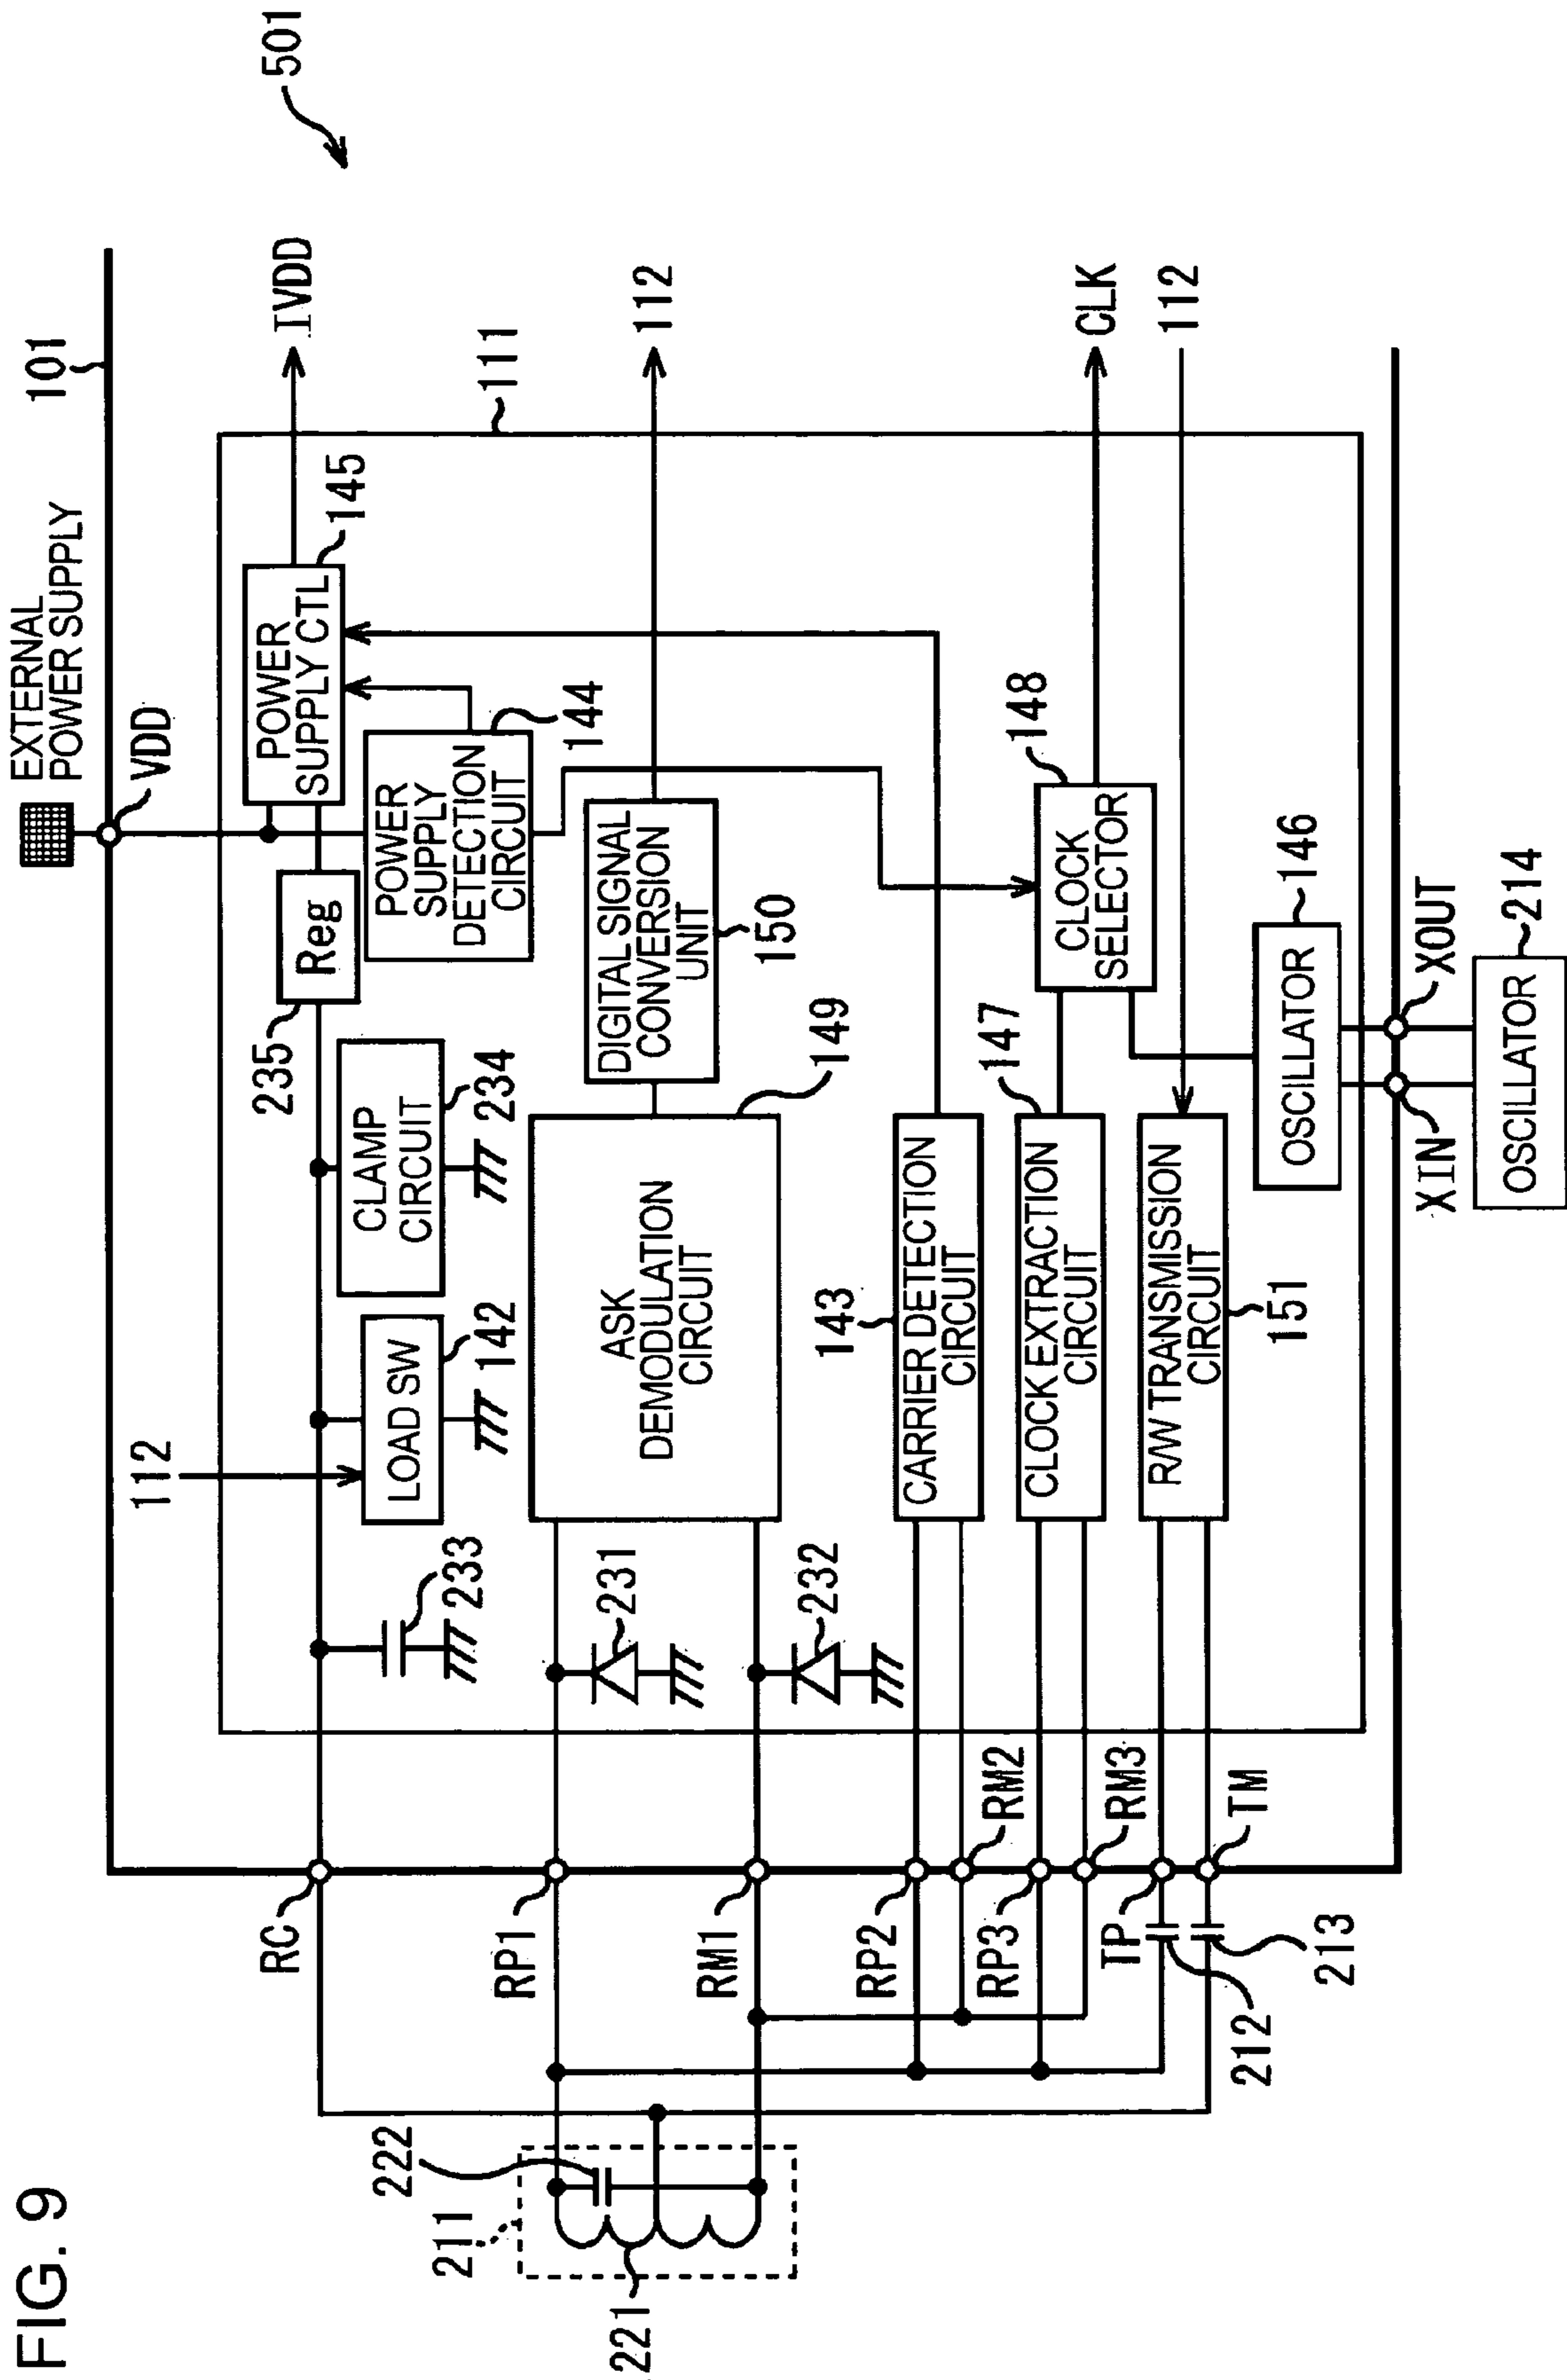 FIG. 9
501
EXTERNAL
POWER SUPPLY
VDD
101
IVDD
112
111
CLK
112
POWER
SUPPLY CTL
145
POWER
SUPPLY
DETECTION
CIRCUIT
144
Reg
235
CLAMP
CIRCUIT
234
LOAD SW
142
112
233
DIGITAL SIGNAL
CONVERSION
UNIT
150
ASK
DEMODULATION
CIRCUIT
149
231
232
CLOCK
SELECTOR
148
CARRIER DETECTION
CIRCUIT
143
CLOCK EXTRACTION
CIRCUIT
147
R/W TRANSMISSION
CIRCUIT
151
OSCILLATOR
146
XIN
XOUT
OSCILLATOR
214
RC
RP1
RM1
RP2
RM2
RP3
RM3
TP
TM
212
213
211
222
221